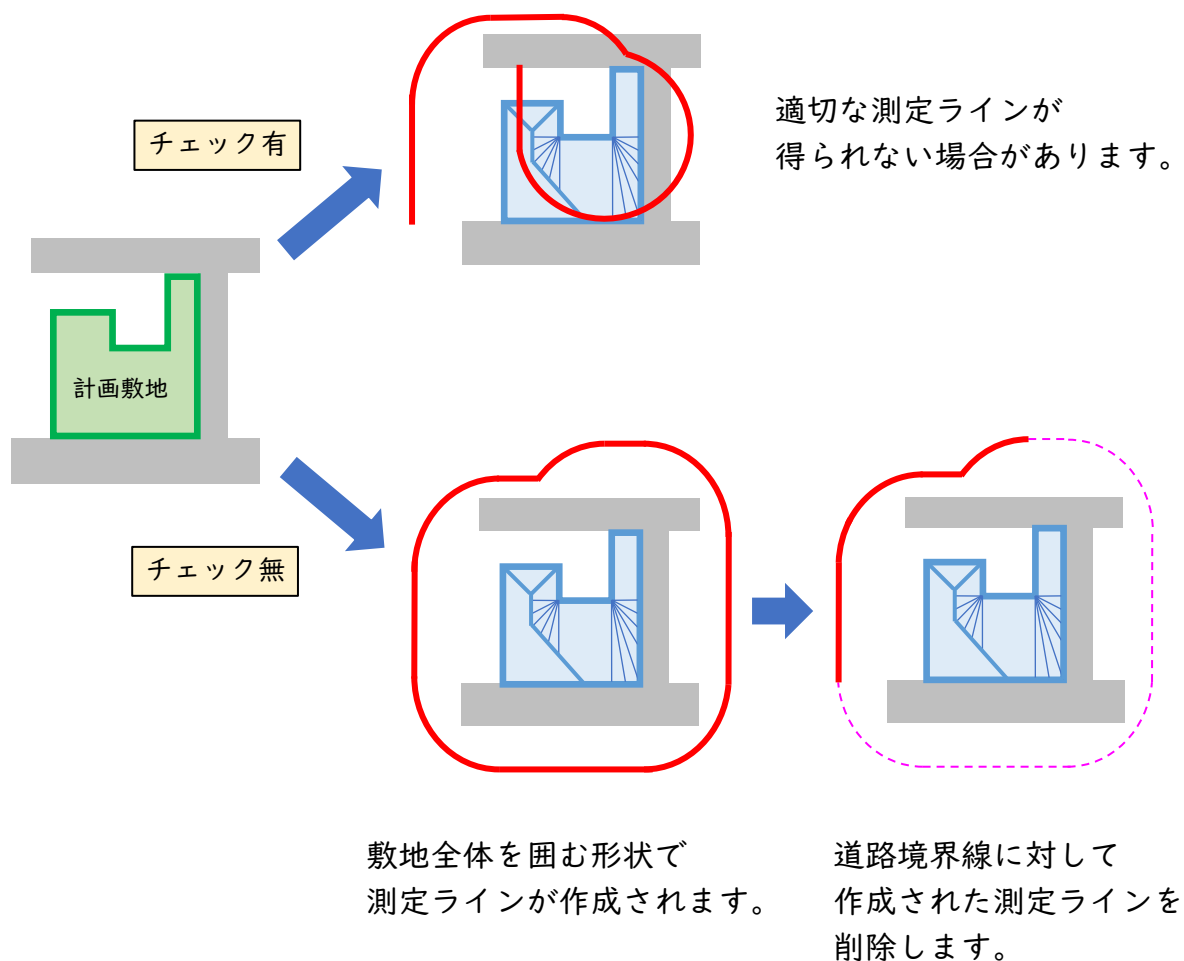 チェック有
適切な測定ラインが
得られない場合があります。
計画敷地
チェック無
敷地全体を囲む形状で
測定ラインが作成されます。
道路境界線に対して
作成された測定ラインを
削除します。